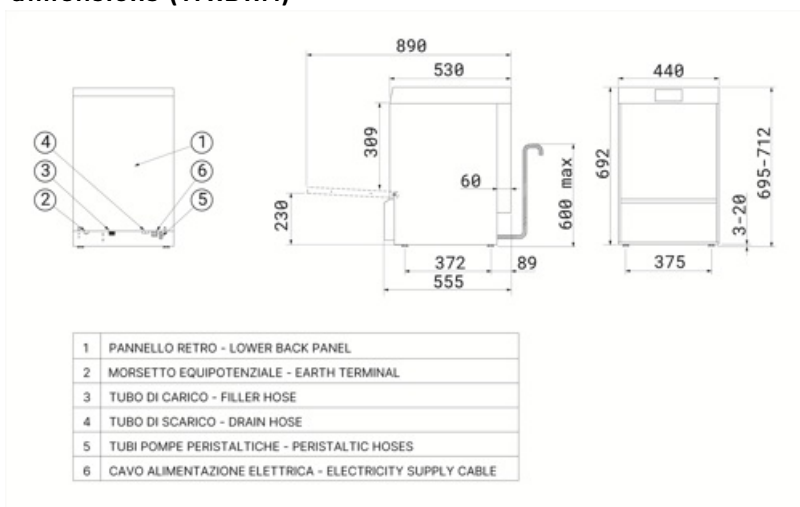 dimensions (
890
530
440
309
60
600 max
230
692
695-712
3-20
372
89
555
375
4
1
3
6
2
5
1 PANNELLO RETRO - LOWER BACK PANEL
2 MORSETTO EQUIPOTENZIALE - EARTH TERMINAL
3 TUBO DI CARICO - FILLER HOSE
4 TUBO DI SCARICO - DRAIN HOSE
5 TUBI POMPE PERISTALTICHE - PERISTALTIC HOSES
6 CAVO ALIMENTAZIONE ELETTRICA - ELECTRICITY SUPPLY CABLE